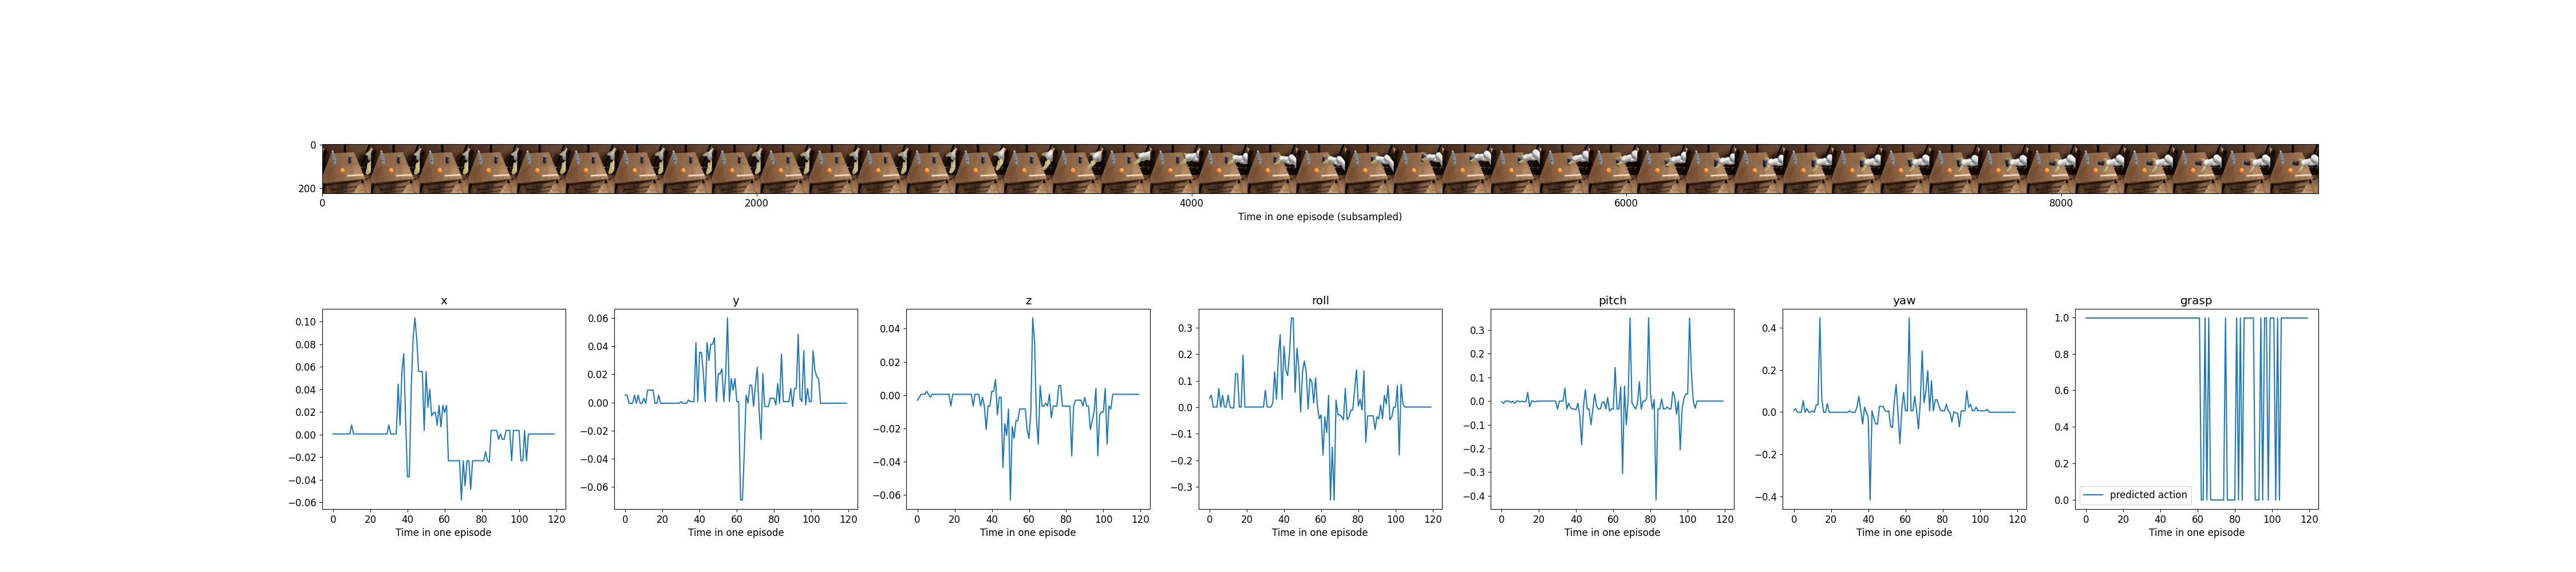 0
200
0 2000 4000 6000 8000
Time in one episode (subsampled)
x
0.10
0.08
0.06
0.04
0.02
0.00
−0.02
−0.04
−0.06
0 20 40 60 80 100 120
Time in one episode
y
0.06
0.04
0.02
0.00
−0.02
−0.04
−0.06
0 20 40 60 80 100 120
Time in one episode
z
0.04
0.02
0.00
−0.02
−0.04
−0.06
0 20 40 60 80 100 120
Time in one episode
roll
0.3
0.2
0.1
0.0
−0.1
−0.2
−0.3
0 20 40 60 80 100 120
Time in one episode
pitch
0.3
0.2
0.1
0.0
−0.1
−0.2
−0.3
−0.4
0 20 40 60 80 100 120
Time in one episode
yaw
0.4
0.2
0.0
−0.2
−0.4
0 20 40 60 80 100 120
Time in one episode
grasp
1.0
0.8
0.6
0.4
0.2
0.0
predicted action
0 20 40 60 80 100 120
Time in one episode